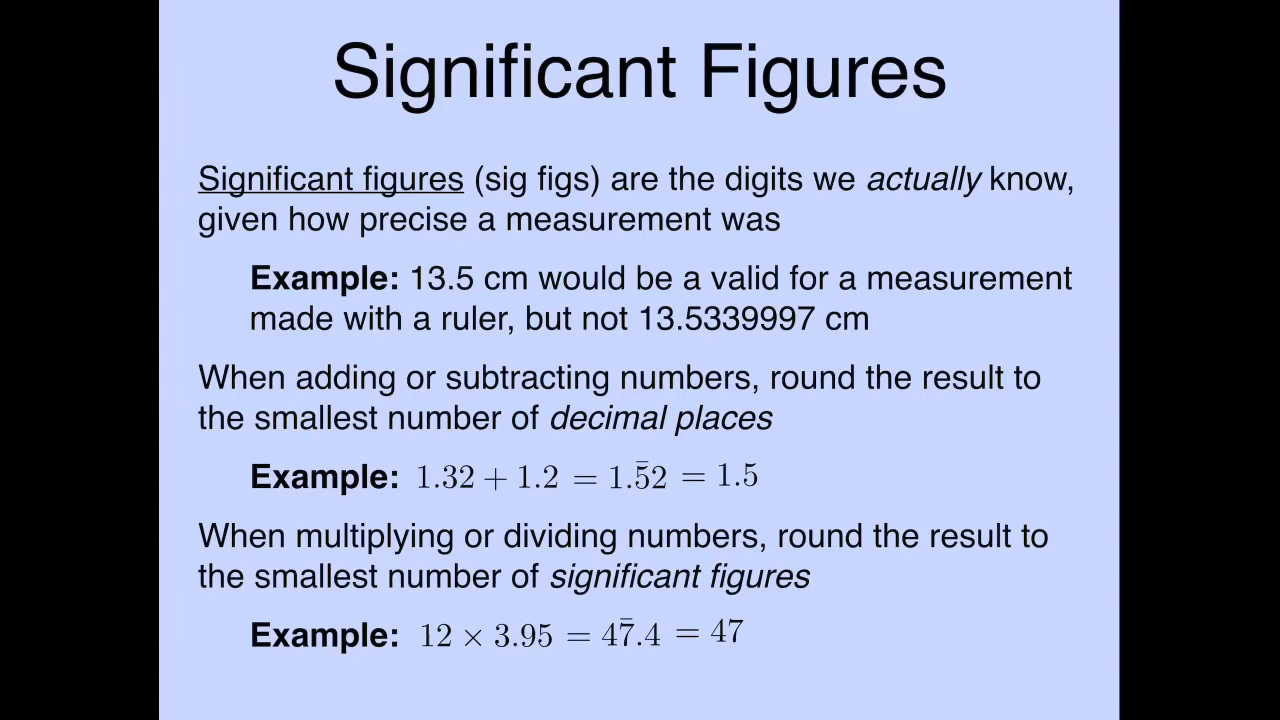 Significant Figures
Significant figures (sig figs) are the digits we actually know,
given how precise a measurement was
Example: 13.5 cm would be a valid for a measurement
made with a ruler, but not 13.5339997 cm
When adding or subtracting numbers, round the result to
the smallest number of decimal places
Example: 1.32 + 1.2 = 1.5̄2 = 1.5
When multiplying or dividing numbers, round the result to
the smallest number of significant figures
Example: 12 × 3.95 = 47̄.4 = 47